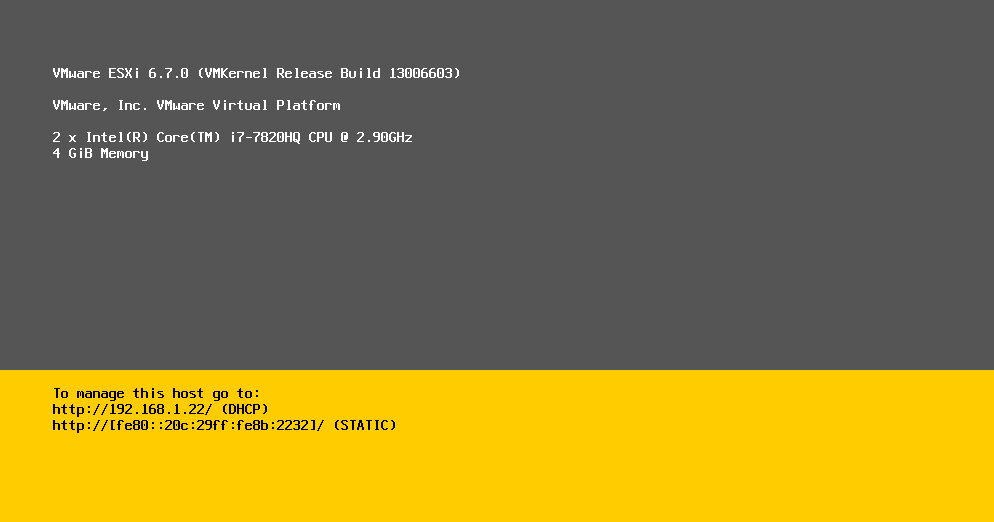 VMware ESXi 6.7.0 (VMKernel Release Build 13006603)
VMware, Inc. VMware Virtual Platform
2 x Intel(R) Core(TM) i7-7820HQ CPU @ 2.90GHz
4 GiB Memory
To manage this host go to:
http://192.168.1.22/ (DHCP)
http://[fe80::20c:29ff:fe8b:2232]/ (STATIC)